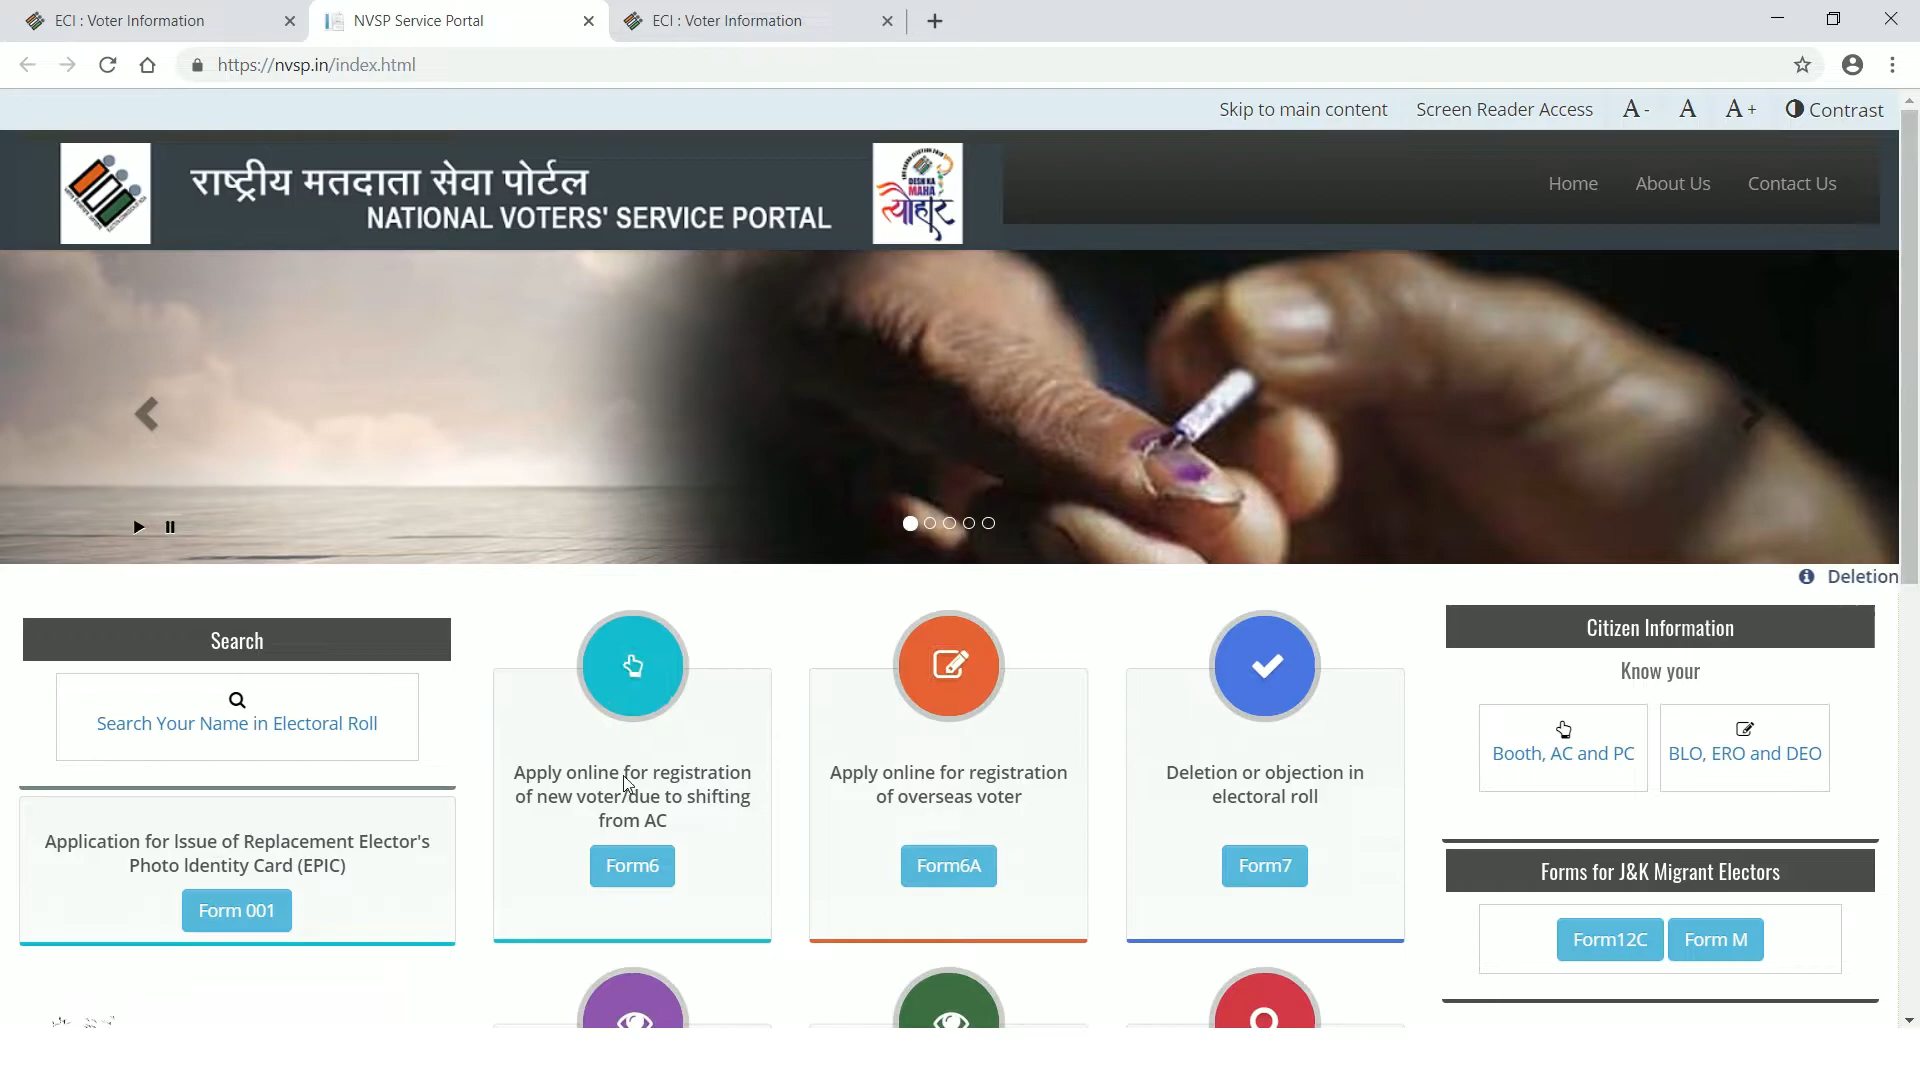 ECI : Voter Information
NVSP Service Portal
ECI : Voter Information
https://nvsp.in/index.html
Skip to main content
Screen Reader Access
A -
A
A +
Contrast
राष्ट्रीय मतदाता सेवा पोर्टल
NATIONAL VOTERS' SERVICE PORTAL
DESH KA
MAHA
त्योहार
Home
About Us
Contact Us
Deletion
Search
Search Your Name in Electoral Roll
Application for Issue of Replacement Elector's
Photo Identity Card (EPIC)
Form 001
Apply online for registration
of new voter/due to shifting
from AC
Form6
Apply online for registration
of overseas voter
Form6A
Deletion or objection in
electoral roll
Form7
Citizen Information
Know your
Booth, AC and PC
BLO, ERO and DEO
Forms for J&K Migrant Electors
Form12C
Form M